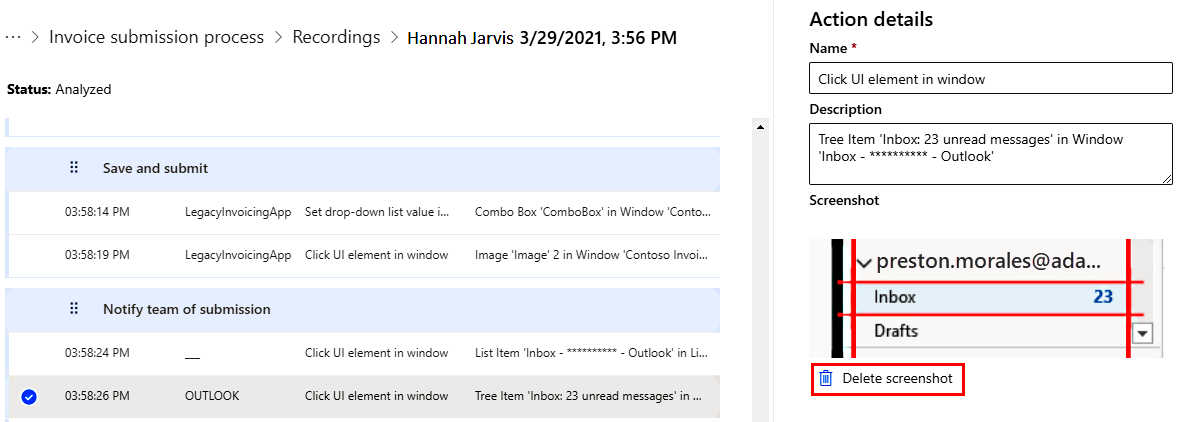 ··· > Invoice submission process > Recordings > Hannah Jarvis 3/29/2021, 3:56 PM
Status: Analyzed
Save and submit
03:58:14 PM LegacyInvoicingApp Set drop-down list value i... Combo Box 'ComboBox' in Window 'Conto...
03:58:19 PM LegacyInvoicingApp Click UI element in window Image 'Image' 2 in Window 'Contoso Invoi...
Notify team of submission
03:58:24 PM ___ Click UI element in window List Item 'Inbox - ********** - Outlook' in Li...
03:58:26 PM OUTLOOK Click UI element in window Tree Item 'Inbox: 23 unread messages' in ...
Action details
Name *
Click UI element in window
Description
Tree Item 'Inbox: 23 unread messages' in Window
'Inbox - ********** - Outlook'
Screenshot
preston.morales@ada...
Inbox 23
Drafts
Delete screenshot